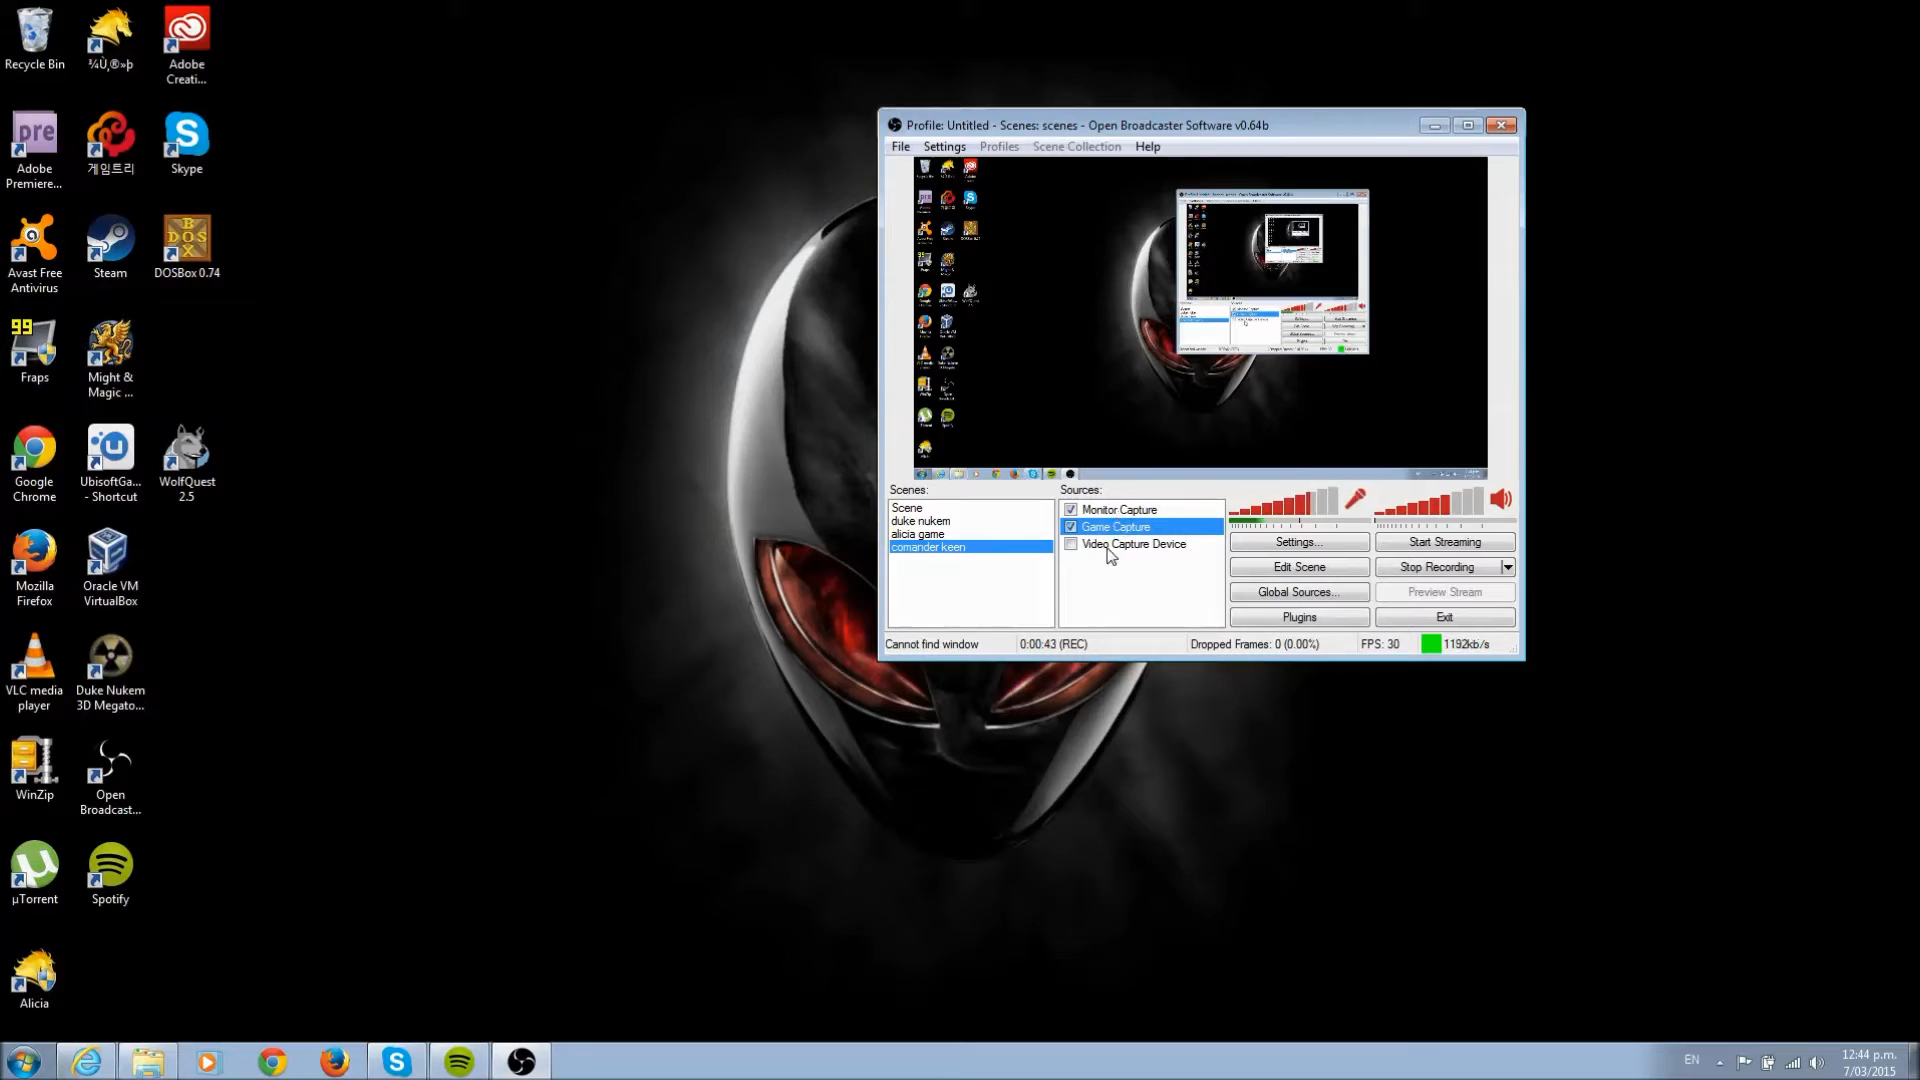 Recycle Bin
¼Ù,®»þ
Adobe
Creati...
pre
Adobe
Premiere...
게임트리
Skype
Avast Free
Antivirus
Steam
DOSBox 0.74
99
Fraps
Might &
Magic ...
Google
Chrome
UbisoftGa...
- Shortcut
WolfQuest
2.5
Mozilla
Firefox
Oracle VM
VirtualBox
VLC media
player
Duke Nukem
3D Megato...
WinZip
Open
Broadcast...
µTorrent
Spotify
Alicia
Profile: Untitled - Scenes: scenes - Open Broadcaster Software v0.64b
File Settings Profiles Scene Collection Help
Scenes:
Scene
duke nukem
alicia game
comander keen
Sources:
Monitor Capture
Game Capture
Video Capture Device
Settings... Start Streaming
Edit Scene Stop Recording
Global Sources... Preview Stream
Plugins Exit
Cannot find window 0:00:43 (REC) Dropped Frames: 0 (0.00%) FPS: 30 1192kb/s
EN
12:44 p.m.
7/03/2015